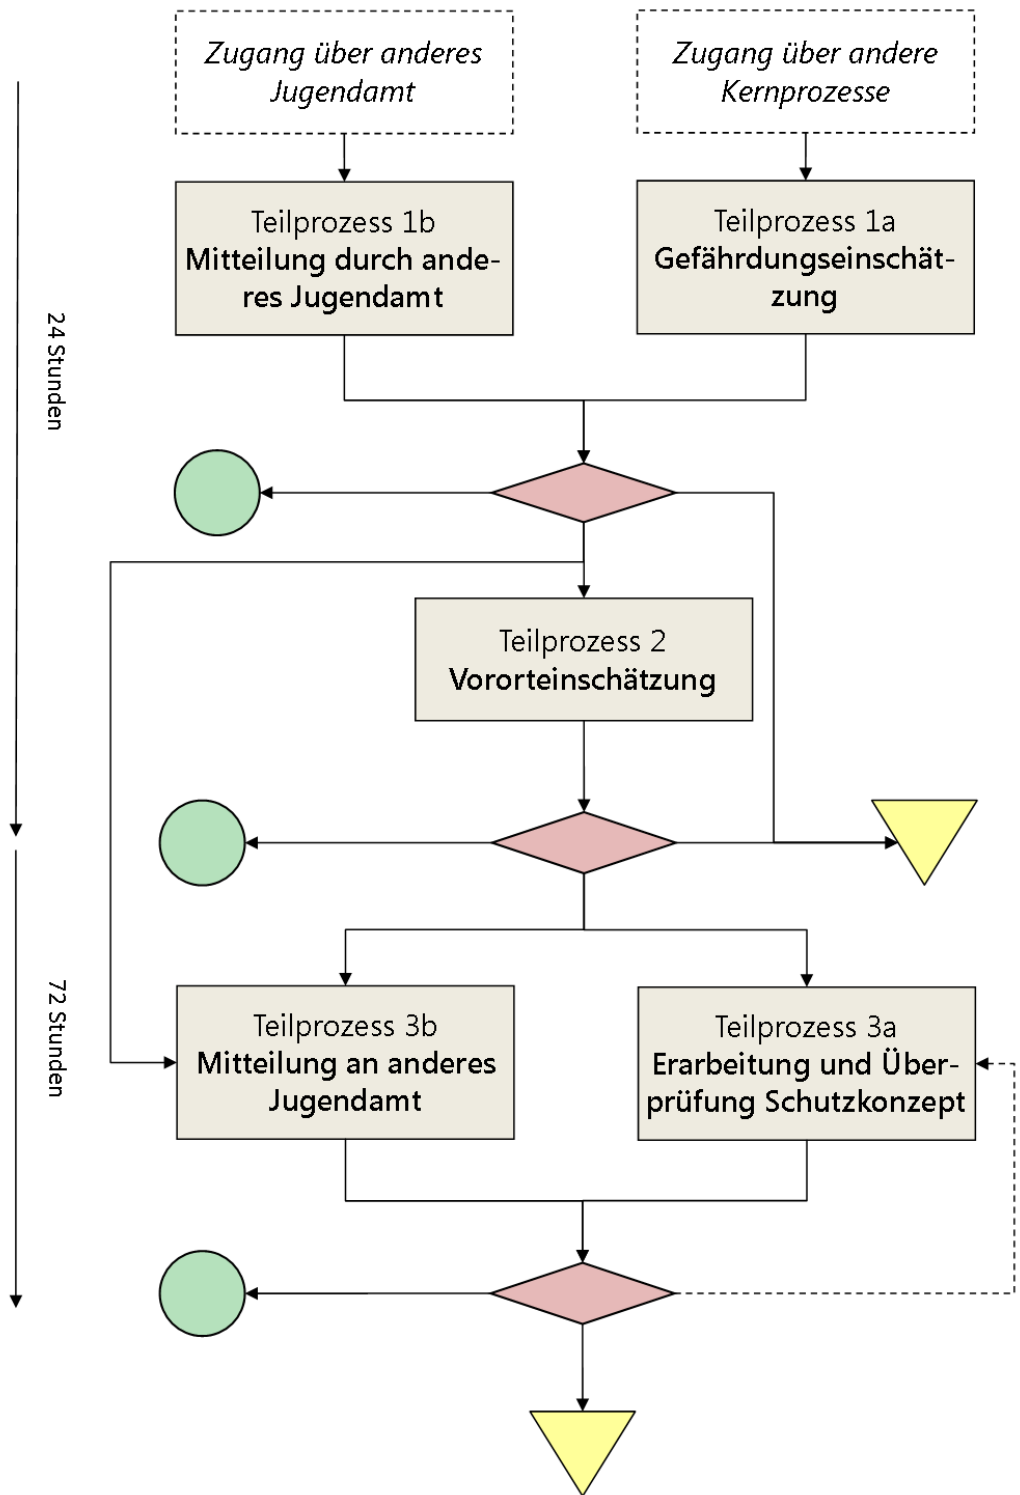 Zugang über anderes
Jugendamt
Zugang über andere
Kernprozesse
Teilprozess 1b
Mitteilung durch ande-
res Jugendamt
Teilprozess 1a
Gefährdungseinschät-
zung
24 Stunden
Teilprozess 2
Vororteinschätzung
72 Stunden
Teilprozess 3b
Mitteilung an anderes
Jugendamt
Teilprozess 3a
Erarbeitung und Über-
prüfung Schutzkonzept